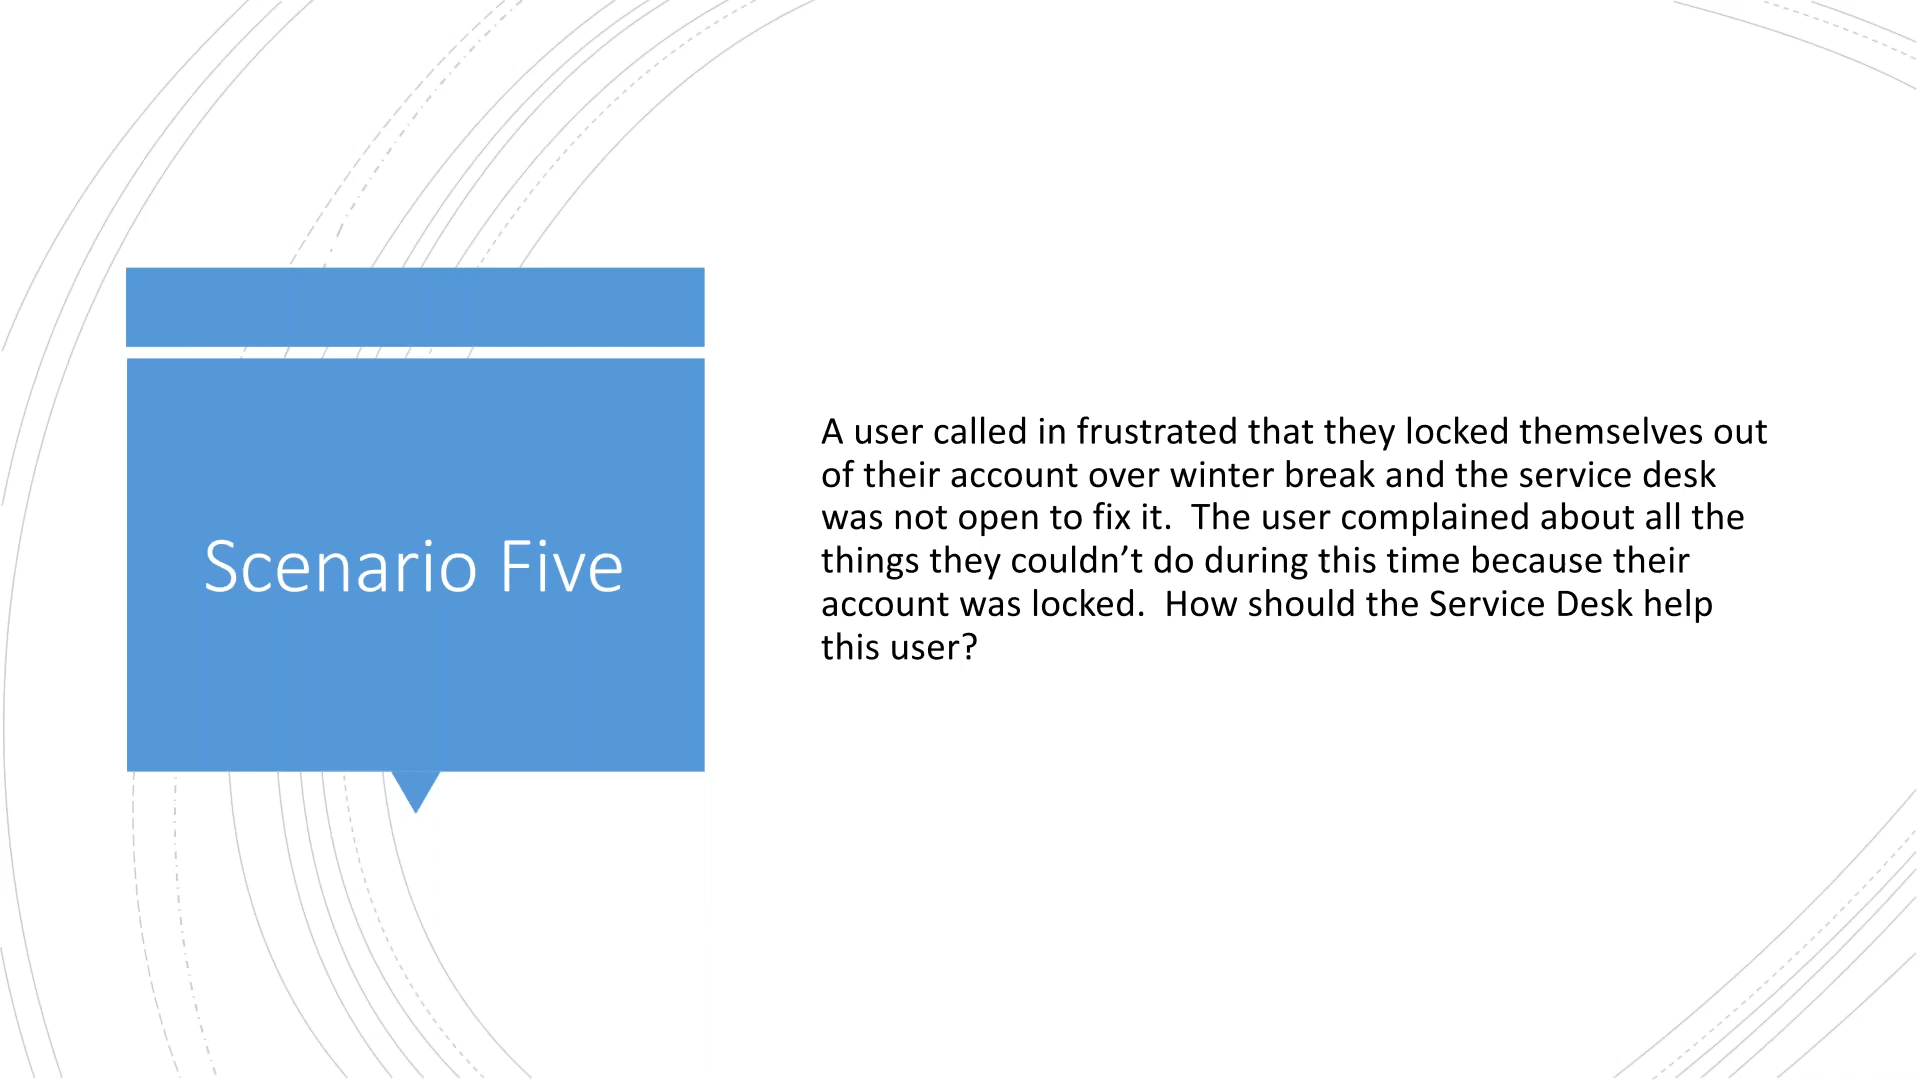 Scenario Five
A user called in frustrated that they locked themselves out
of their account over winter break and the service desk
was not open to fix it.  The user complained about all the
things they couldn’t do during this time because their
account was locked.  How should the Service Desk help
this user?